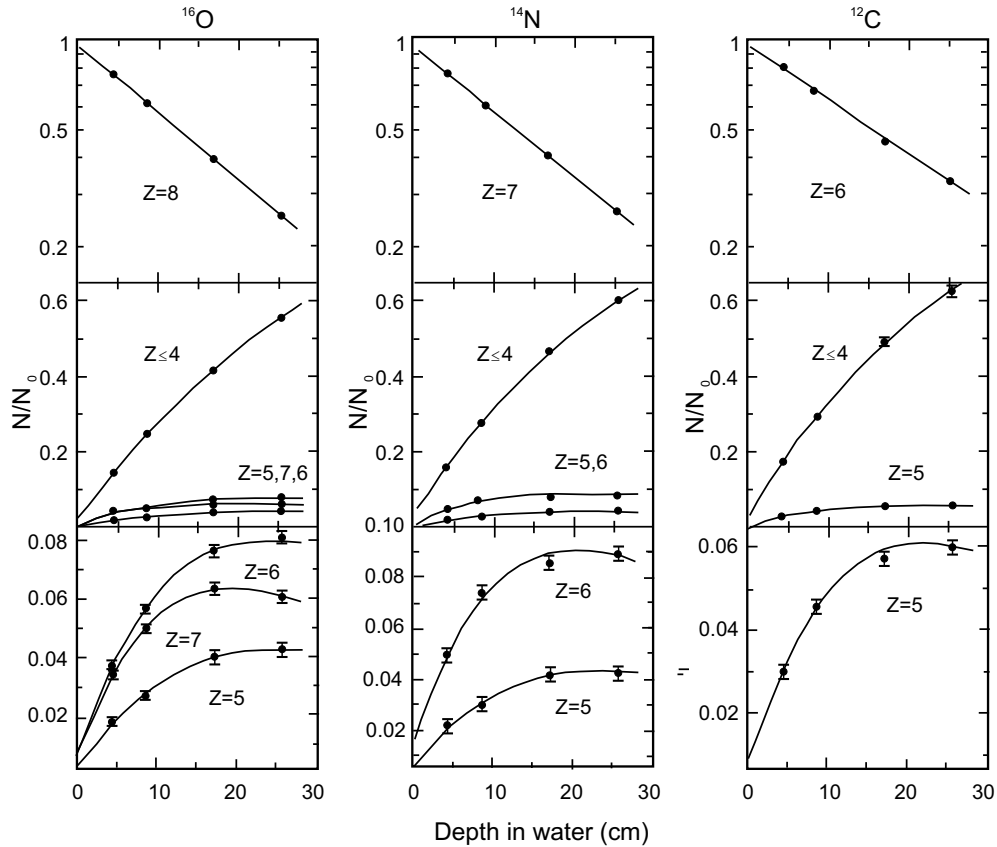 16O 14N 12C
1 1 1
0.5 0.5 0.5
Z=8 Z=7 Z=6
0.2 0.2 0.2
0.6 0.6 0.6
Z≤4 Z≤4 Z≤4
0.4 0.4 0.4
N/N0 N/N0 N/N0
0.2 0.2 0.2
Z=5,7,6 Z=5,6 Z=5
0.10
0.08 0.08 0.06
Z=6 Z=6 Z=5
0.06 0.06
Z=7
0.04 0.04 0.04
Z=5 Z=5
0.02 0.02 0.02
0 10 20 30 0 10 20 30 0 10 20 30
Depth in water (cm)